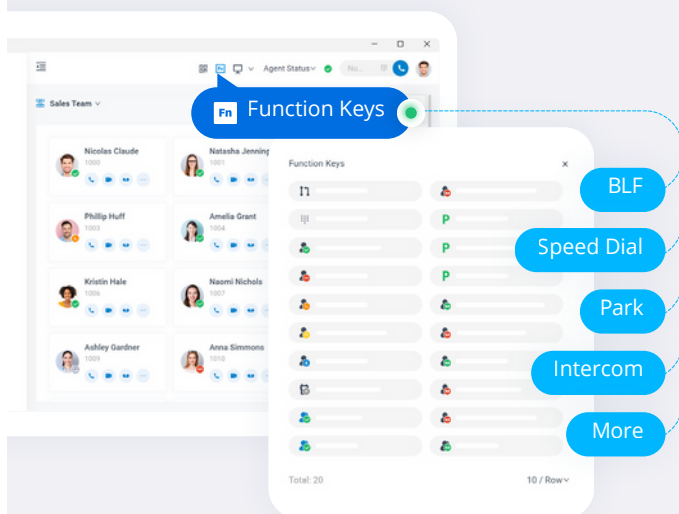 Agent Status
No...
Sales Team
Fn Function Keys
Nicolas Claude
1000
Natasha Jenning
1001
Phillip Huff
1003
Amelia Grant
1004
Kristin Hale
1006
Naomi Nichols
1007
Ashley Gardner
1009
Anna Simmons
1010
Function Keys
P
P
P
Total: 20
10 / Row
BLF
Speed Dial
Park
Intercom
More